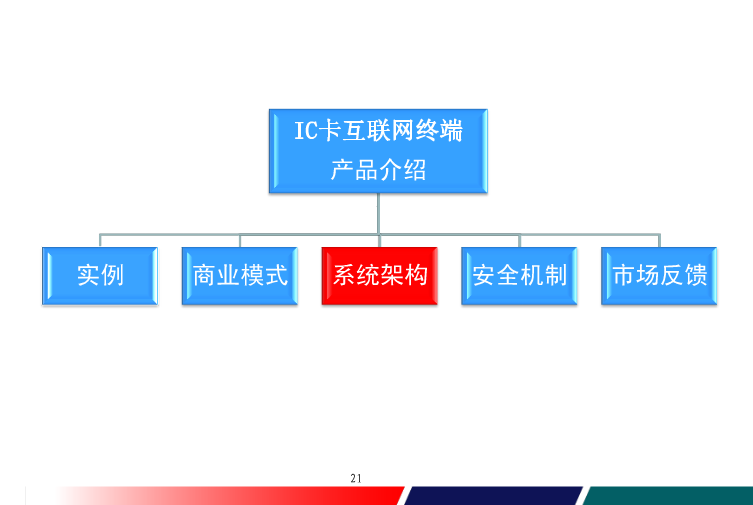 IC卡互联网终端
产品介绍
实例
商业模式
系统架构
安全机制
市场反馈
21